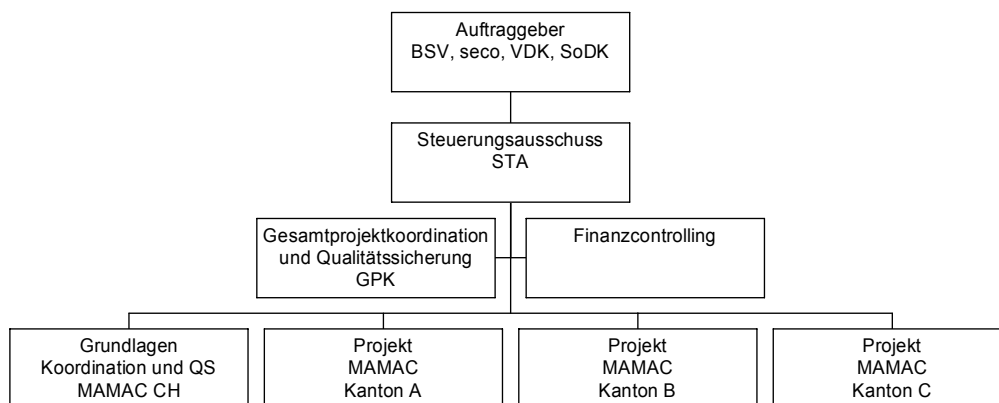 Auftraggeber
BSV, seco, VDK, SoDK
Steuerungsausschuss
STA
Gesamtprojektkoordination
und Qualitätssicherung
GPK
Finanzcontrolling
Grundlagen
Koordination und QS
MAMAC CH
Projekt
MAMAC
Kanton A
Projekt
MAMAC
Kanton B
Projekt
MAMAC
Kanton C